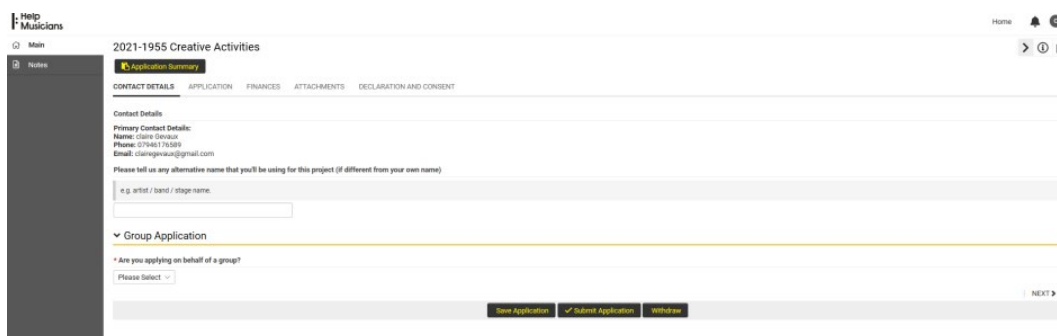 Help
Musicians
Home
Main
Notes
2021-1955 Creative Activities
Application Summary
CONTACT DETAILS APPLICATION FINANCES ATTACHMENTS DECLARATION AND CONSENT
Contact Details
Primary Contact Details:
Name: claire Gevaux
Phone: 07946176589
Email: clairegevaux@gmail.com
Please tell us any alternative name that you'll be using for this project (if different from your own name)
e.g. artist / band / stage name.
Group Application
* Are you applying on behalf of a group?
Please Select
NEXT
Save Application Submit Application Withdraw